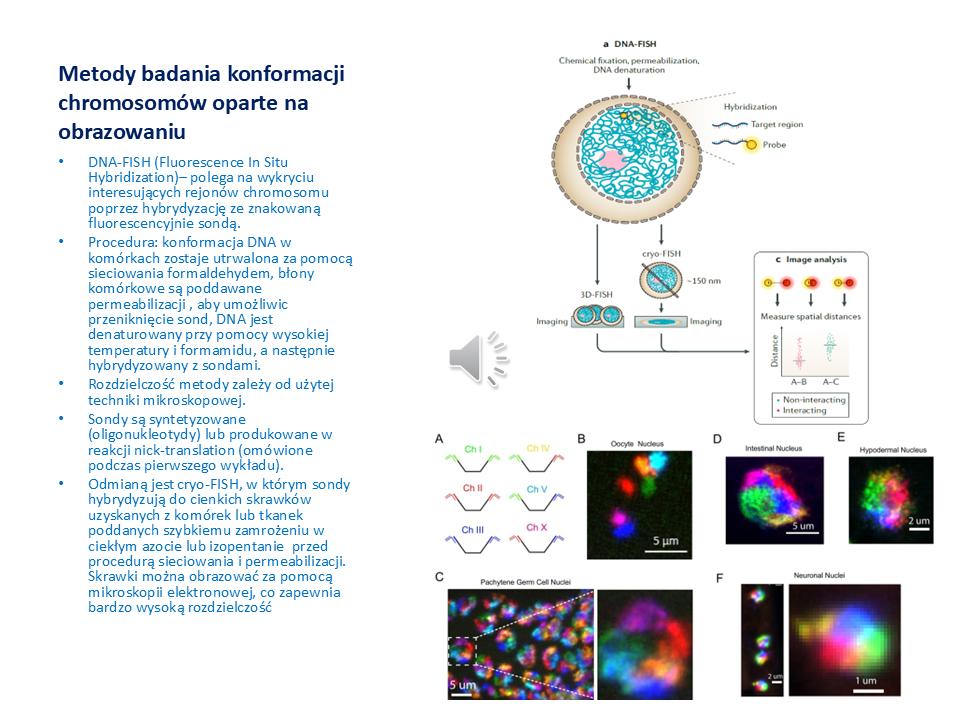 Metody badania konformacji
chromosomów oparte na
obrazowaniu
• DNA-FISH (Fluorescence In Situ
Hybridization)– polega na wykryciu
interesujących rejonów chromosomu
poprzez hybrydyzację ze znakowaną
fluorescencyjnie sondą.
• Procedura: konformacja DNA w
komórkach zostaje utrwalona za pomocą
sieciowania formaldehydem, błony
komórkowe są poddawane
permeabilizacji , aby umożliwic
przeniknięcie sond, DNA jest
denaturowany przy pomocy wysokiej
temperatury i formamidu, a następnie
hybrydyzowany z sondami.
• Rozdzielczość metody zależy od użytej
techniki mikroskopowej.
• Sondy są syntetyzowane
(oligonukleotydy) lub produkowane w
reakcji nick-translation (omówione
podczas pierwszego wykładu).
• Odmianą jest cryo-FISH, w którym sondy
hybrydyzują do cienkich skrawków
uzyskanych z komórek lub tkanek
poddanych szybkiemu zamrożeniu w
ciekłym azocie lub izopentanie przed
procedurą sieciowania i permeabilizacji.
Skrawki można obrazować za pomocą
mikroskopii elektronowej, co zapewnia
bardzo wysoką rozdzielczość
a DNA-FISH
Chemical fixation, permeabilization,
DNA denaturation
Hybridization
Target region
Probe
cryo-FISH
~150 nm
3D-FISH
Imaging
Imaging
c Image analysis
Measure spatial distances
Distance
A–B
A–C
Non-interacting
Interacting
A
Ch I
Ch IV
Ch II
Ch V
Ch III
Ch X
B
Oocyte Nucleus
5 µm
D
Intestinal Nucleus
5 um
E
Hypodermal Nucleus
2 um
C
Pachytene Germ Cell Nuclei
5 um
F
Neuronal Nuclei
2 um
1 um